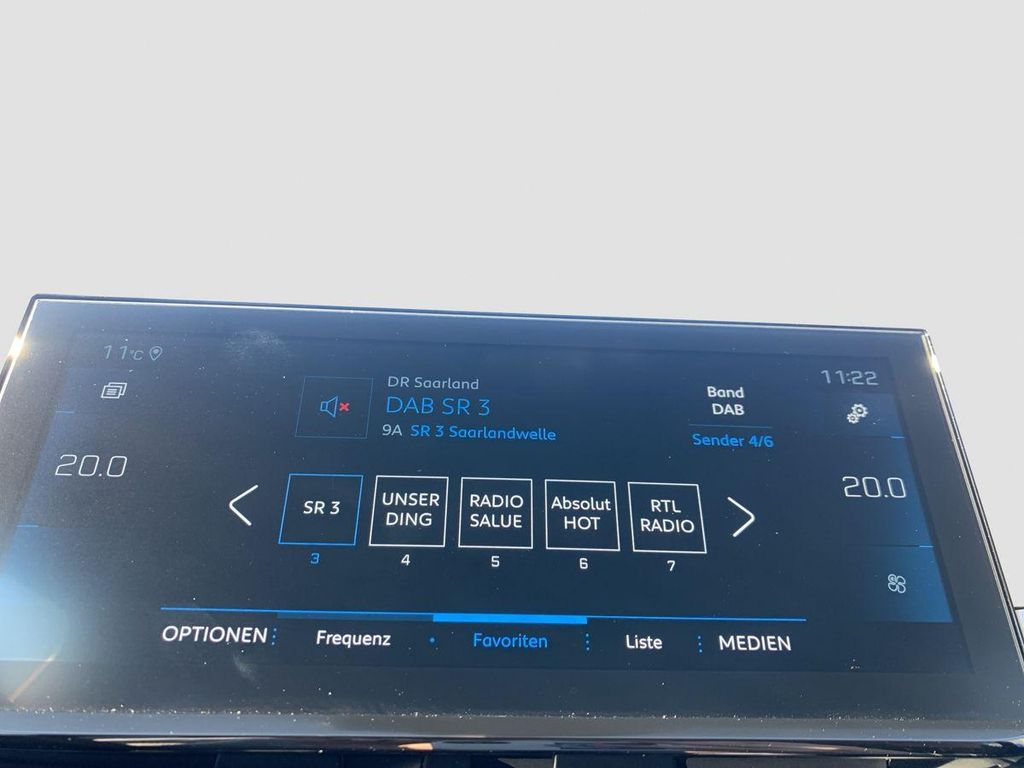 11°C
11:22
DR Saarland
DAB SR 3
9A SR 3 Saarlandwelle
Band
DAB
Sender 4/6
20.0
20.0
SR 3
UNSER
DING
RADIO
SALUE
Absolut
HOT
RTL
RADIO
3
4
5
6
7
OPTIONEN
Frequenz
Favoriten
Liste
MEDIEN